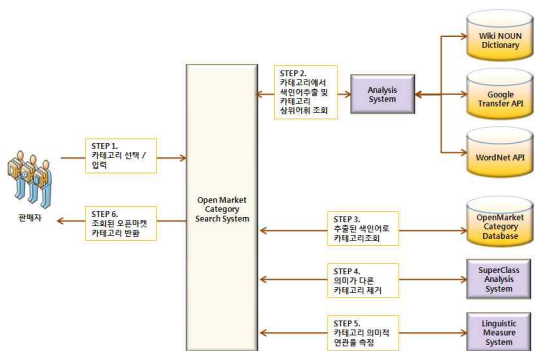 Wiki NOUN
Dictionary
STEP 2.
카테고리에서
색인어추출 및
카테고리
상위어휘 조회
Analysis
System
Google
Transfer API
WordNet API
STEP 1.
카테고리 선택 /
입력
판매자
STEP 6.
조회된 오픈마켓
카테고리 반환
Open Market
Category
Search System
STEP 3.
추출된 색인어로
카테고리조회
OpenMarket
Category
Database
STEP 4.
의미가 다른
카테고리 제거
SuperClass
Analysis
System
STEP 5.
카테고리 의미적
연관율 측정
Linguistic
Measure
System